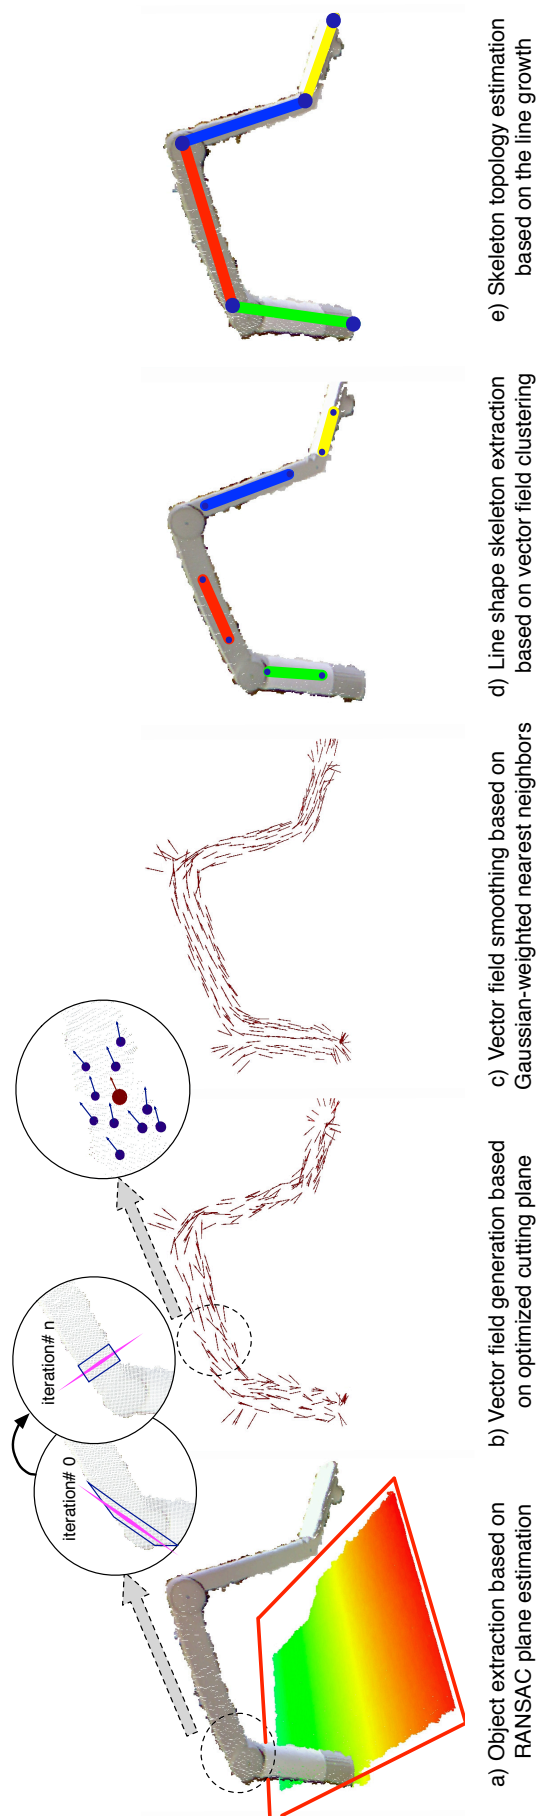 iteration# 0
iteration# n
a) Object extraction based on
RANSAC plane estimation
b) Vector field generation based
on optimized cutting plane
c) Vector field smoothing based on
Gaussian-weighted nearest neighbors
d) Line shape skeleton extraction
based on vector field clustering
e) Skeleton topology estimation
based on the line growth